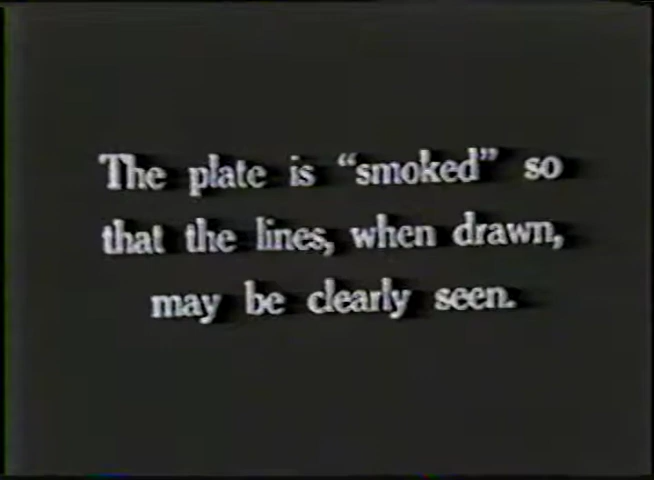 The plate is “smoked” so
that the lines, when drawn,
may be clearly seen.